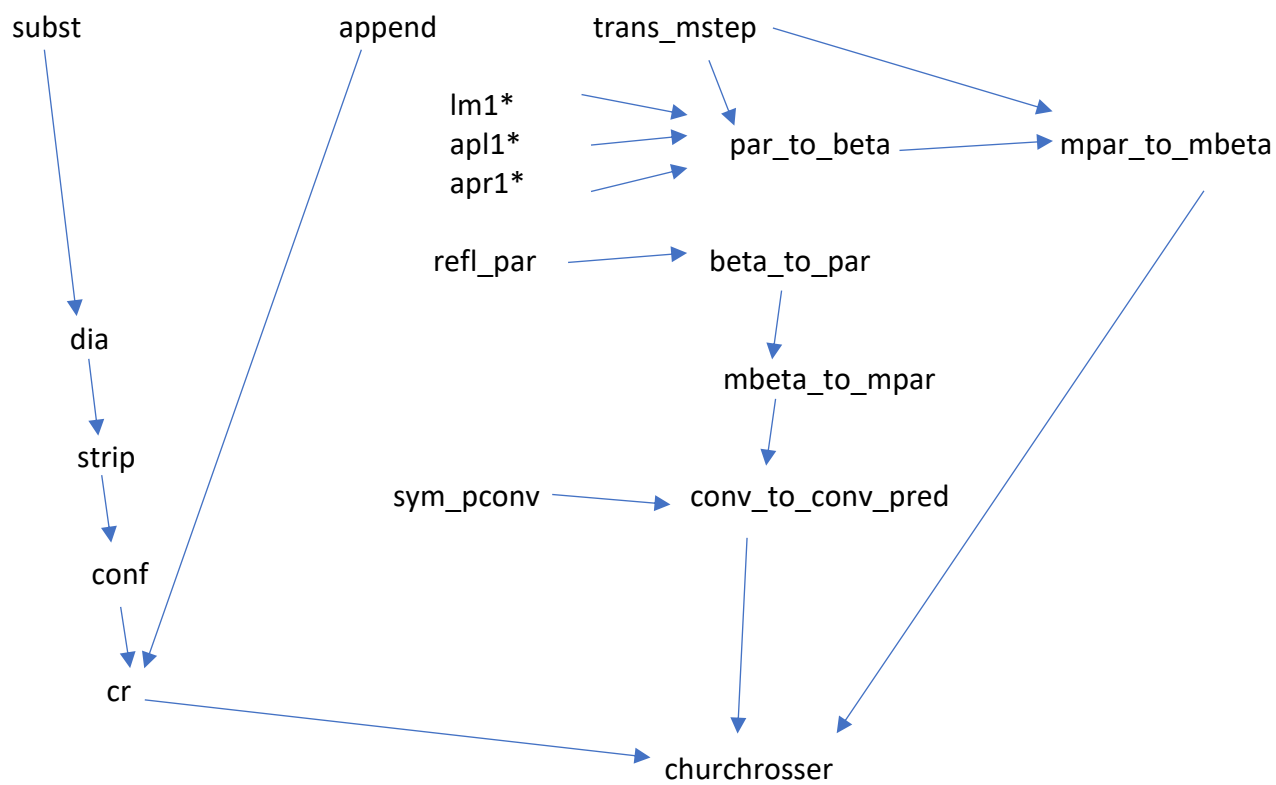 subst
append
trans_mstep
lm1*
apl1*
apr1*
par_to_beta
mpar_to_mbeta
refl_par
beta_to_par
dia
mbeta_to_mpar
strip
sym_pconv
conv_to_conv_pred
conf
cr
churchrosser